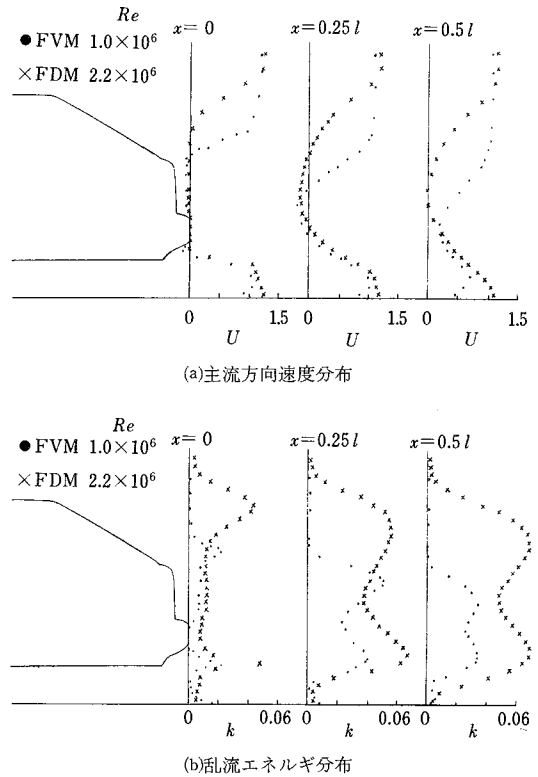 Re
●FVM 1.0×10⁶
×FDM 2.2×10⁶
x=0
x=0.25 l
x=0.5 l
0 1.5 0 1.5 0 1.5
U U U
(a)主流方向速度分布
Re
●FVM 1.0×10⁶
×FDM 2.2×10⁶
x=0
x=0.25 l
x=0.5 l
0 0.06 0 0.06 0 0.06
k k k
(b)乱流エネルギ分布